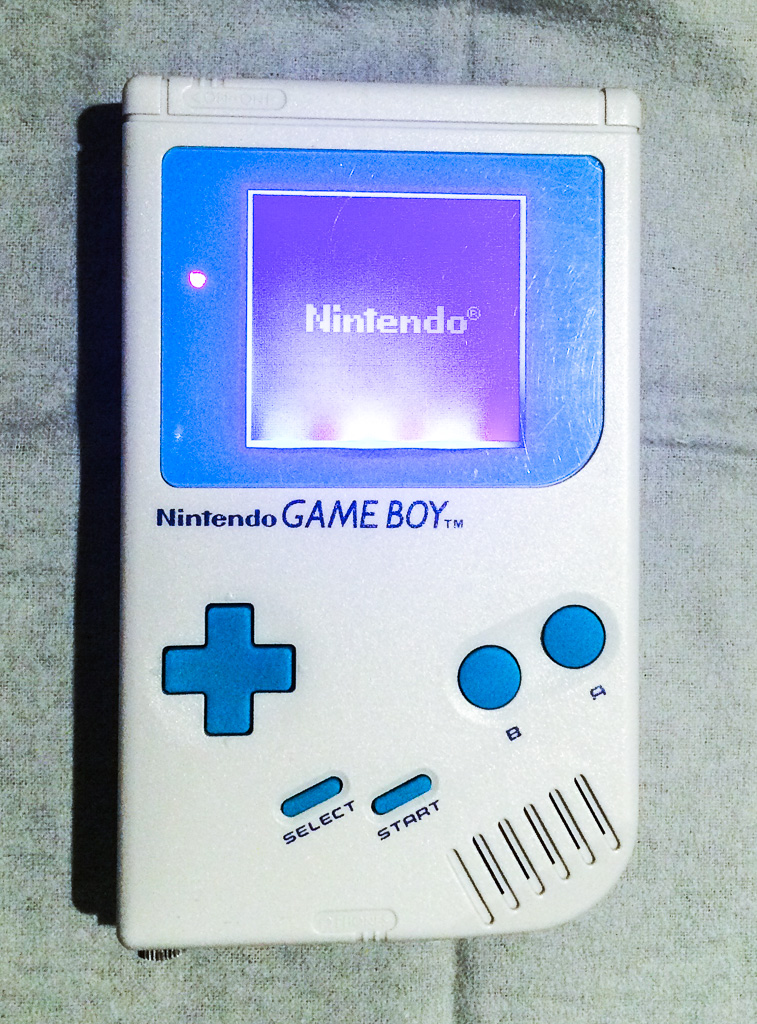 Nintendo®
Nintendo GAME BOY™
B A
SELECT START